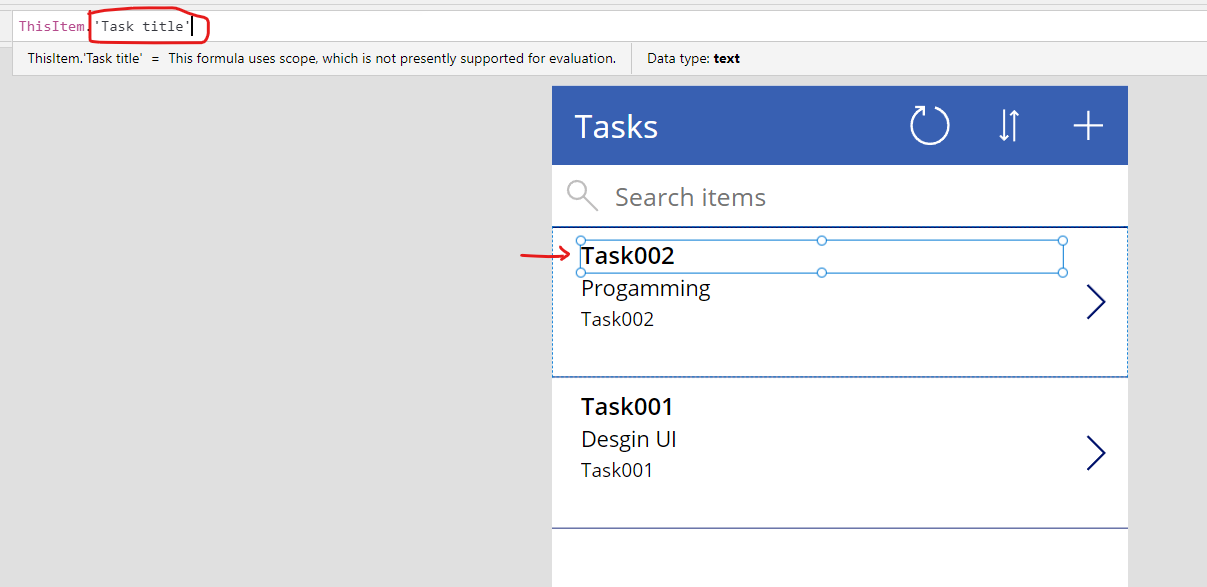 ThisItem.'Task title'
ThisItem.'Task title' = This formula uses scope, which is not presently supported for evaluation. Data type: text
Tasks
Search items
Task002
Progamming
Task002
Task001
Desgin UI
Task001